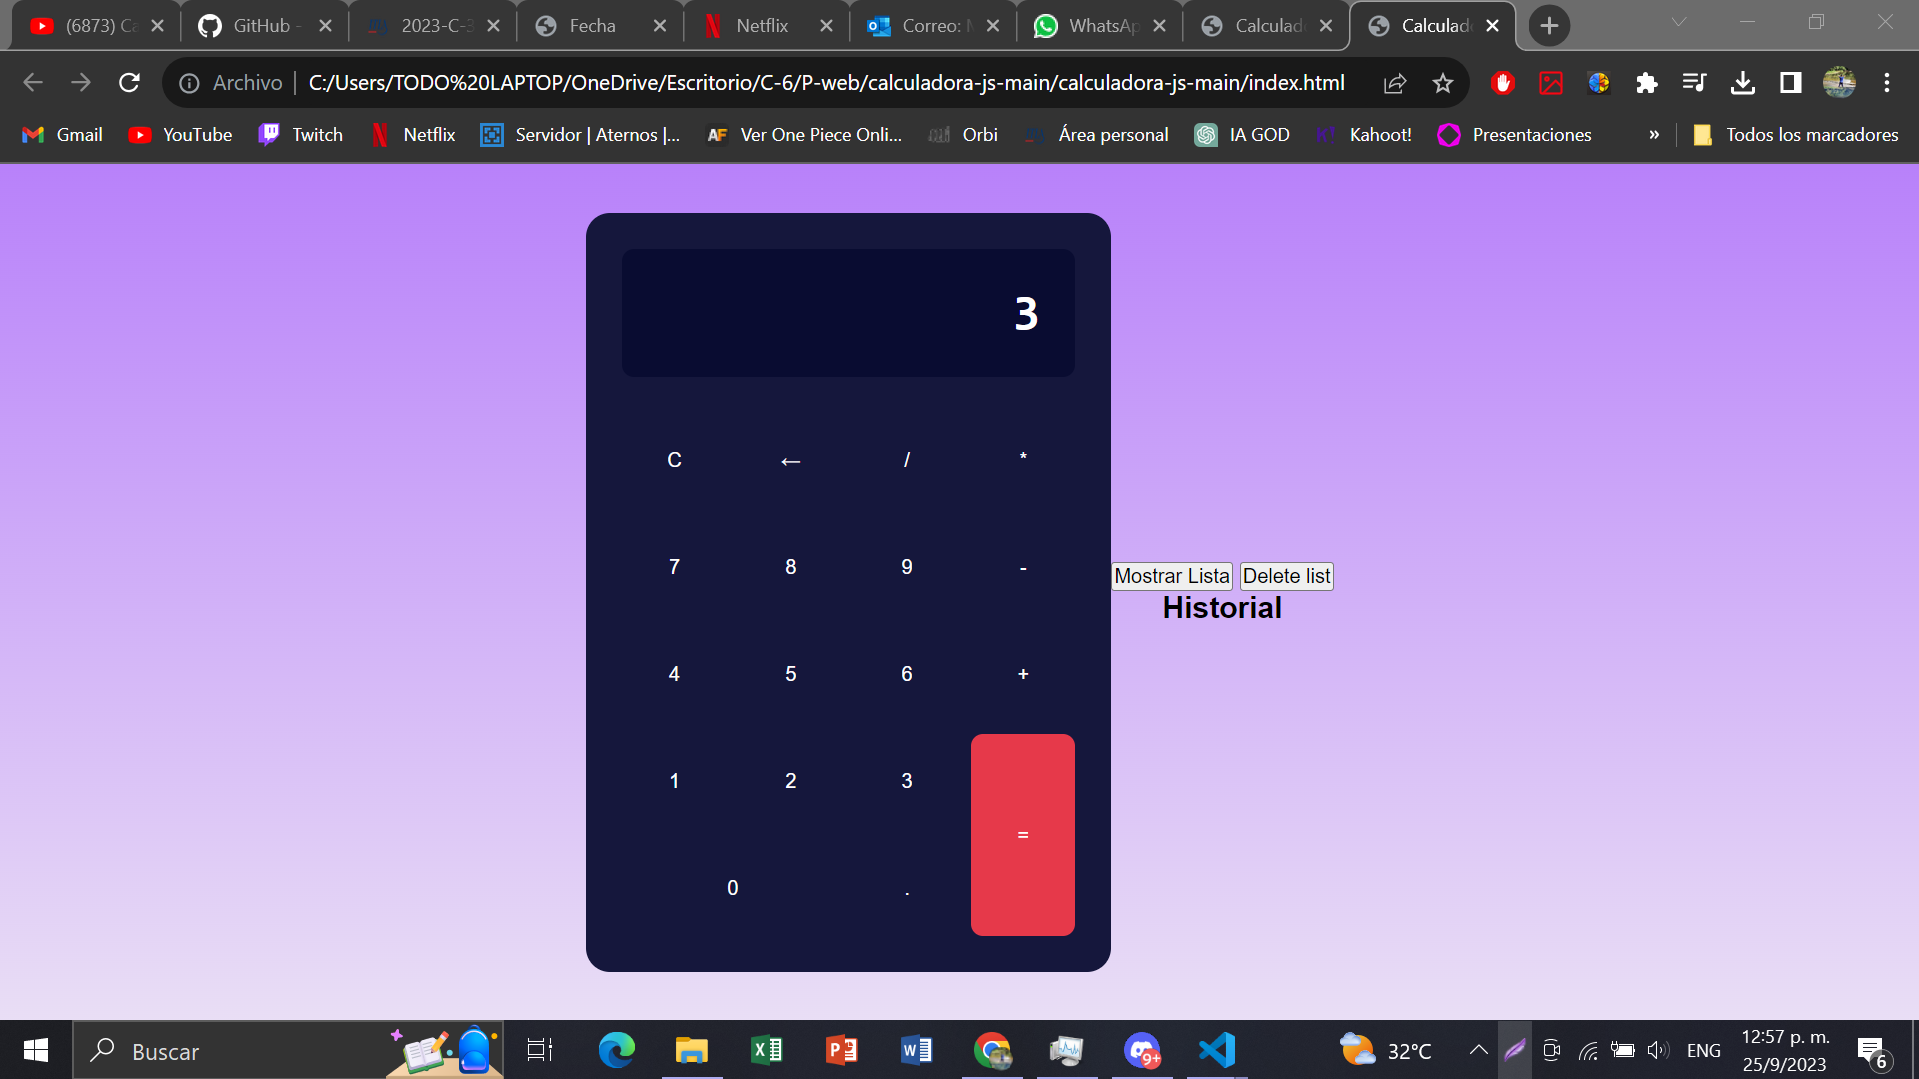 (6873) Ca
GitHub -
2023-C-3
Fecha
Netflix
Correo: M
WhatsAp
Calculad
Calculad
Archivo
C:/Users/TODO%20LAPTOP/OneDrive/Escritorio/C-6/P-web/calculadora-js-main/calculadora-js-main/index.html
Gmail
YouTube
Twitch
Netflix
Servidor | Aternos |...
AF
Ver One Piece Onli...
Orbi
Área personal
IA GOD
Kahoot!
Presentaciones
»
Todos los marcadores
3
C ← / *
7 8 9 -
4 5 6 +
1 2 3
=
0 .
Mostrar Lista
Delete list
Historial
Buscar
9+
32°C
ENG
12:57 p. m.
25/9/2023
6